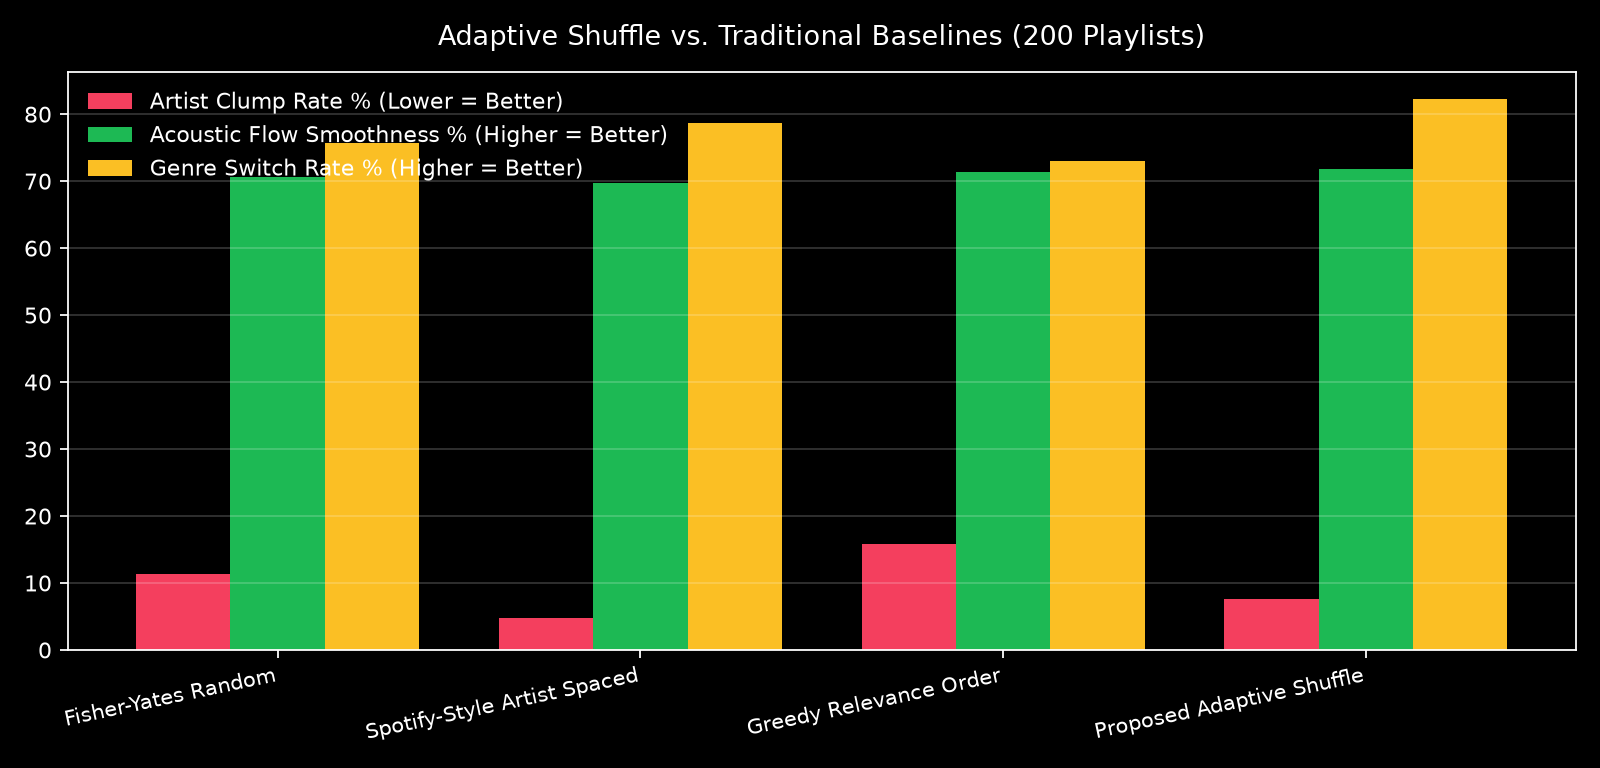 Adaptive Shuffle vs. Traditional Baselines (200 Playlists)
Artist Clump Rate % (Lower = Better)
Acoustic Flow Smoothness % (Higher = Better)
Genre Switch Rate % (Higher = Better)
80
70
60
50
40
30
20
10
0
Fisher-Yates Random
Spotify-Style Artist Spaced
Greedy Relevance Order
Proposed Adaptive Shuffle